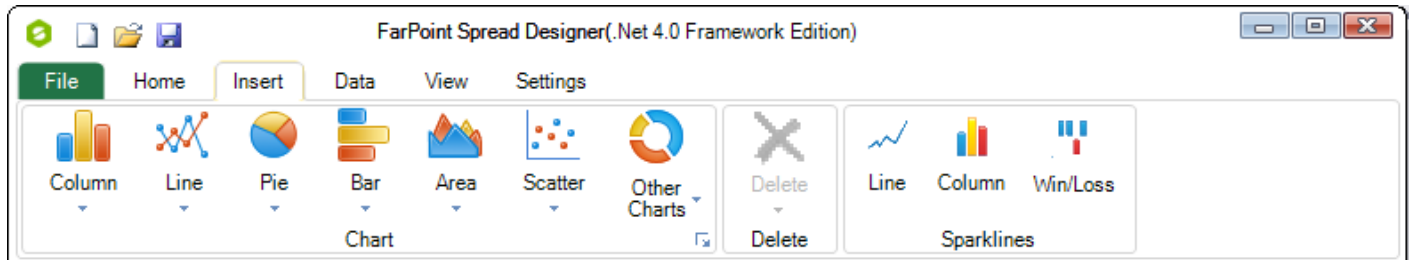 FarPoint Spread Designer(.Net 4.0 Framework Edition)
File Home Insert Data View Settings
Column Line Pie Bar Area Scatter Other Charts Delete Line Column Win/Loss
Chart Delete Sparklines